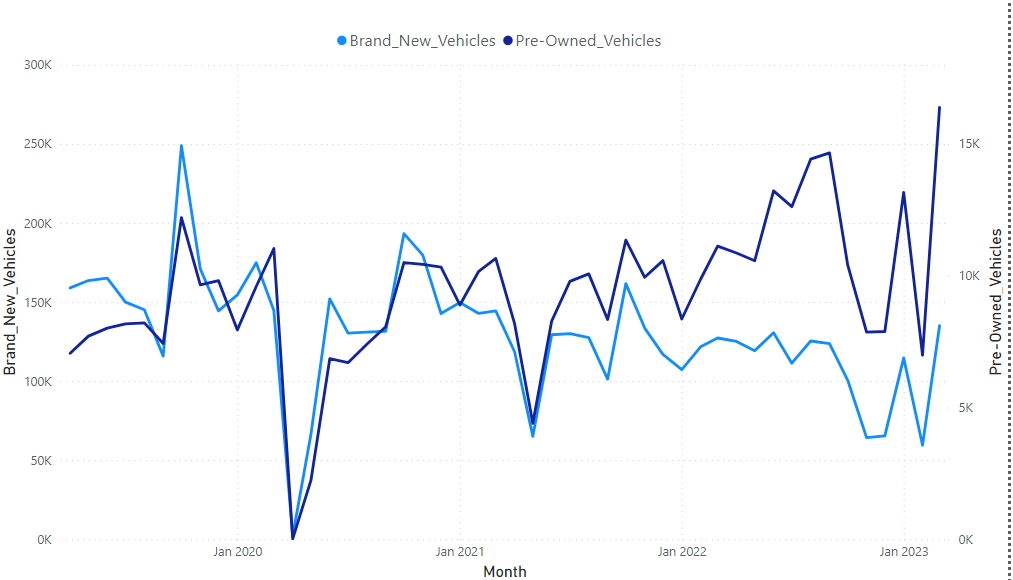 Brand_New_Vehicles Pre-Owned_Vehicles
300K
250K
200K
150K
100K
50K
0K
Brand_New_Vehicles
15K
10K
5K
0K
Pre-Owned_Vehicles
Jan 2020 Jan 2021 Jan 2022 Jan 2023
Month